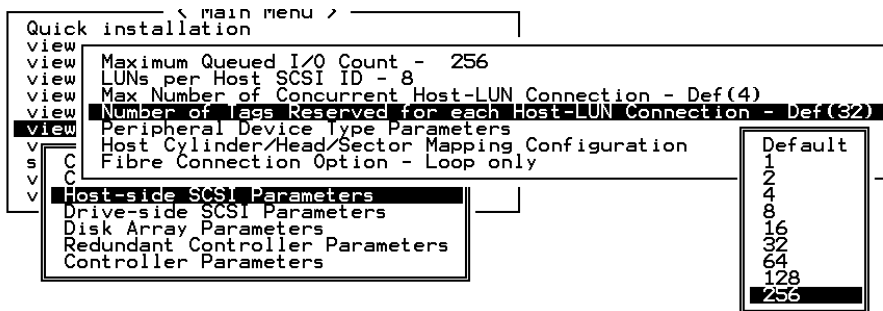 < Main Menu >
Quick installation
view
view
view
view
view
v
s
v
v
Maximum Queued I/O Count - 256
LUNs per Host SCSI ID - 8
Max Number of Concurrent Host-LUN Connection - Def(4)
Number of Tags Reserved for each Host-LUN Connection - Def(32)
Peripheral Device Type Parameters
Host Cylinder/Head/Sector Mapping Configuration
Fibre Connection Option - Loop only
C
C
Host-side SCSI Parameters
Drive-side SCSI Parameters
Disk Array Parameters
Redundant Controller Parameters
Controller Parameters
Default
1
2
4
8
16
32
64
128
256